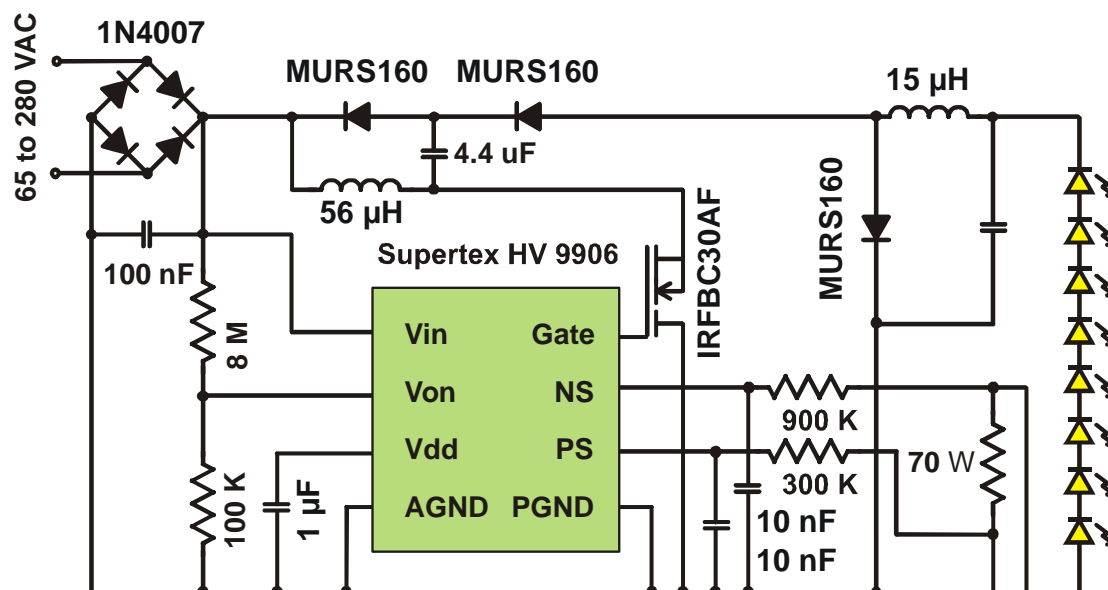 1N4007
65 to 280 VAC
MURS160
MURS160
15 µH
4.4 uF
56 µH
100 nF
Supertex HV 9906
IRFBC30AF
MURS160
8 M
Vin
Gate
Von
NS
900 K
Vdd
PS
300 K
70 W
100 K
1 µF
AGND
PGND
10 nF
10 nF